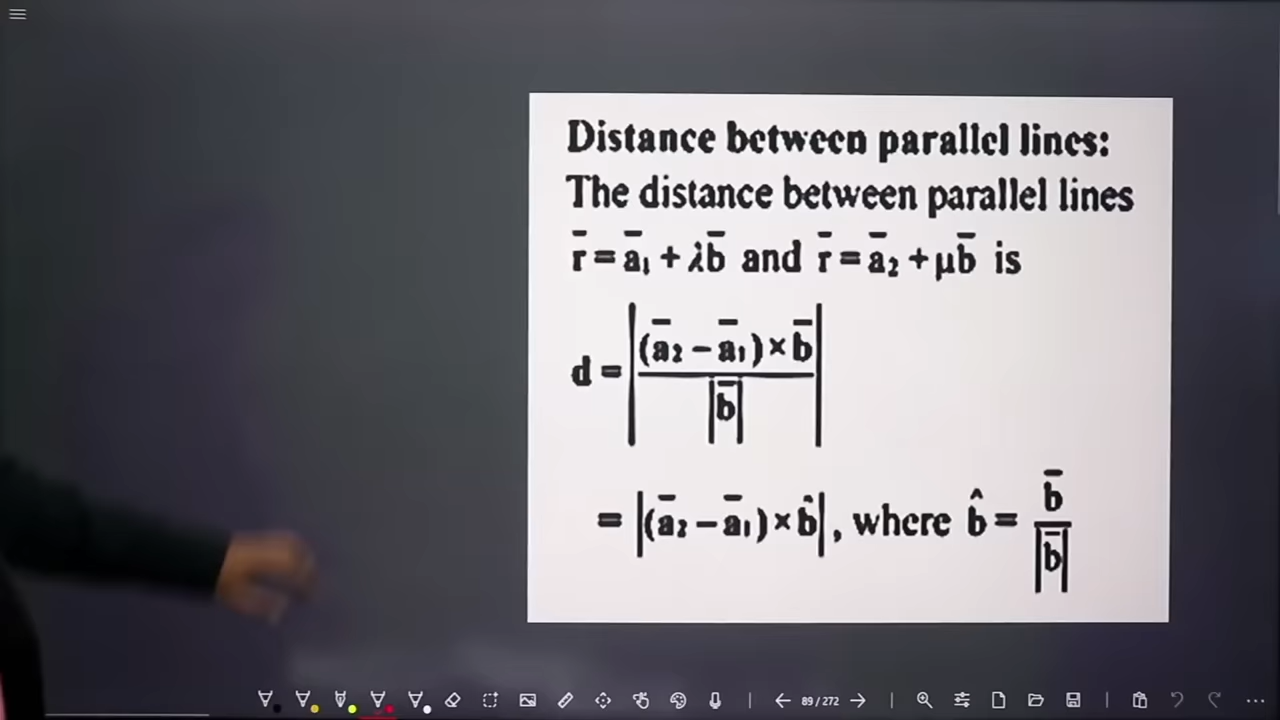 Distance between parallel lines:
The distance between parallel lines
r̄ = ā₁ + λb̄ and r̄ = ā₂ + μb̄ is
d = |(ā₂ − ā₁) × b̄ / |b̄||
= |(ā₂ − ā₁) × b̂|, where b̂ = b̄ / |b̄|
89 / 272